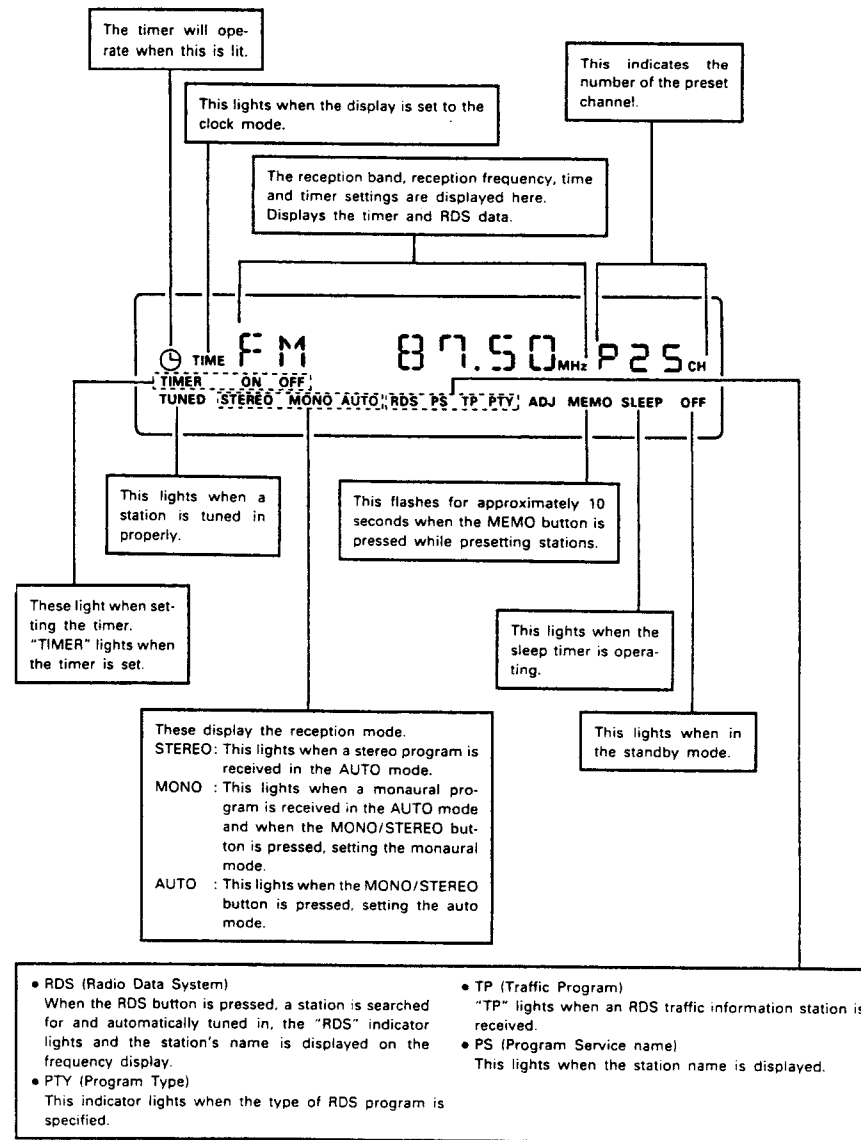 The timer will ope-
rate when this is lit.
This indicates the
number of the preset
channel.
This lights when the display is set to the
clock mode.
The reception band, reception frequency, time
and timer settings are displayed here.
Displays the timer and RDS data.
TIME FM 87.50 MHz P25 CH
TIMER ON OFF
TUNED STEREO MONO AUTO RDS PS TP PTY ADJ MEMO SLEEP OFF
This lights when a
station is tuned in
properly.
This flashes for approximately 10
seconds when the MEMO button is
pressed while presetting stations.
These light when set-
ting the timer.
"TIMER" lights when
the timer is set.
This lights when the
sleep timer is opera-
ting.
This lights when in
the standby mode.
These display the reception mode.
STEREO: This lights when a stereo program is
received in the AUTO mode.
MONO : This lights when a monaural pro-
gram is received in the AUTO mode
and when the MONO/STEREO but-
ton is pressed, setting the monaural
mode.
AUTO : This lights when the MONO/STEREO
button is pressed, setting the auto
mode.
• RDS (Radio Data System)
When the RDS button is pressed, a station is searched
for and automatically tuned in, the "RDS" indicator
lights and the station's name is displayed on the
frequency display.
• PTY (Program Type)
This indicator lights when the type of RDS program is
specified.
• TP (Traffic Program)
"TP" lights when an RDS traffic information station is
received.
• PS (Program Service name)
This lights when the station name is displayed.